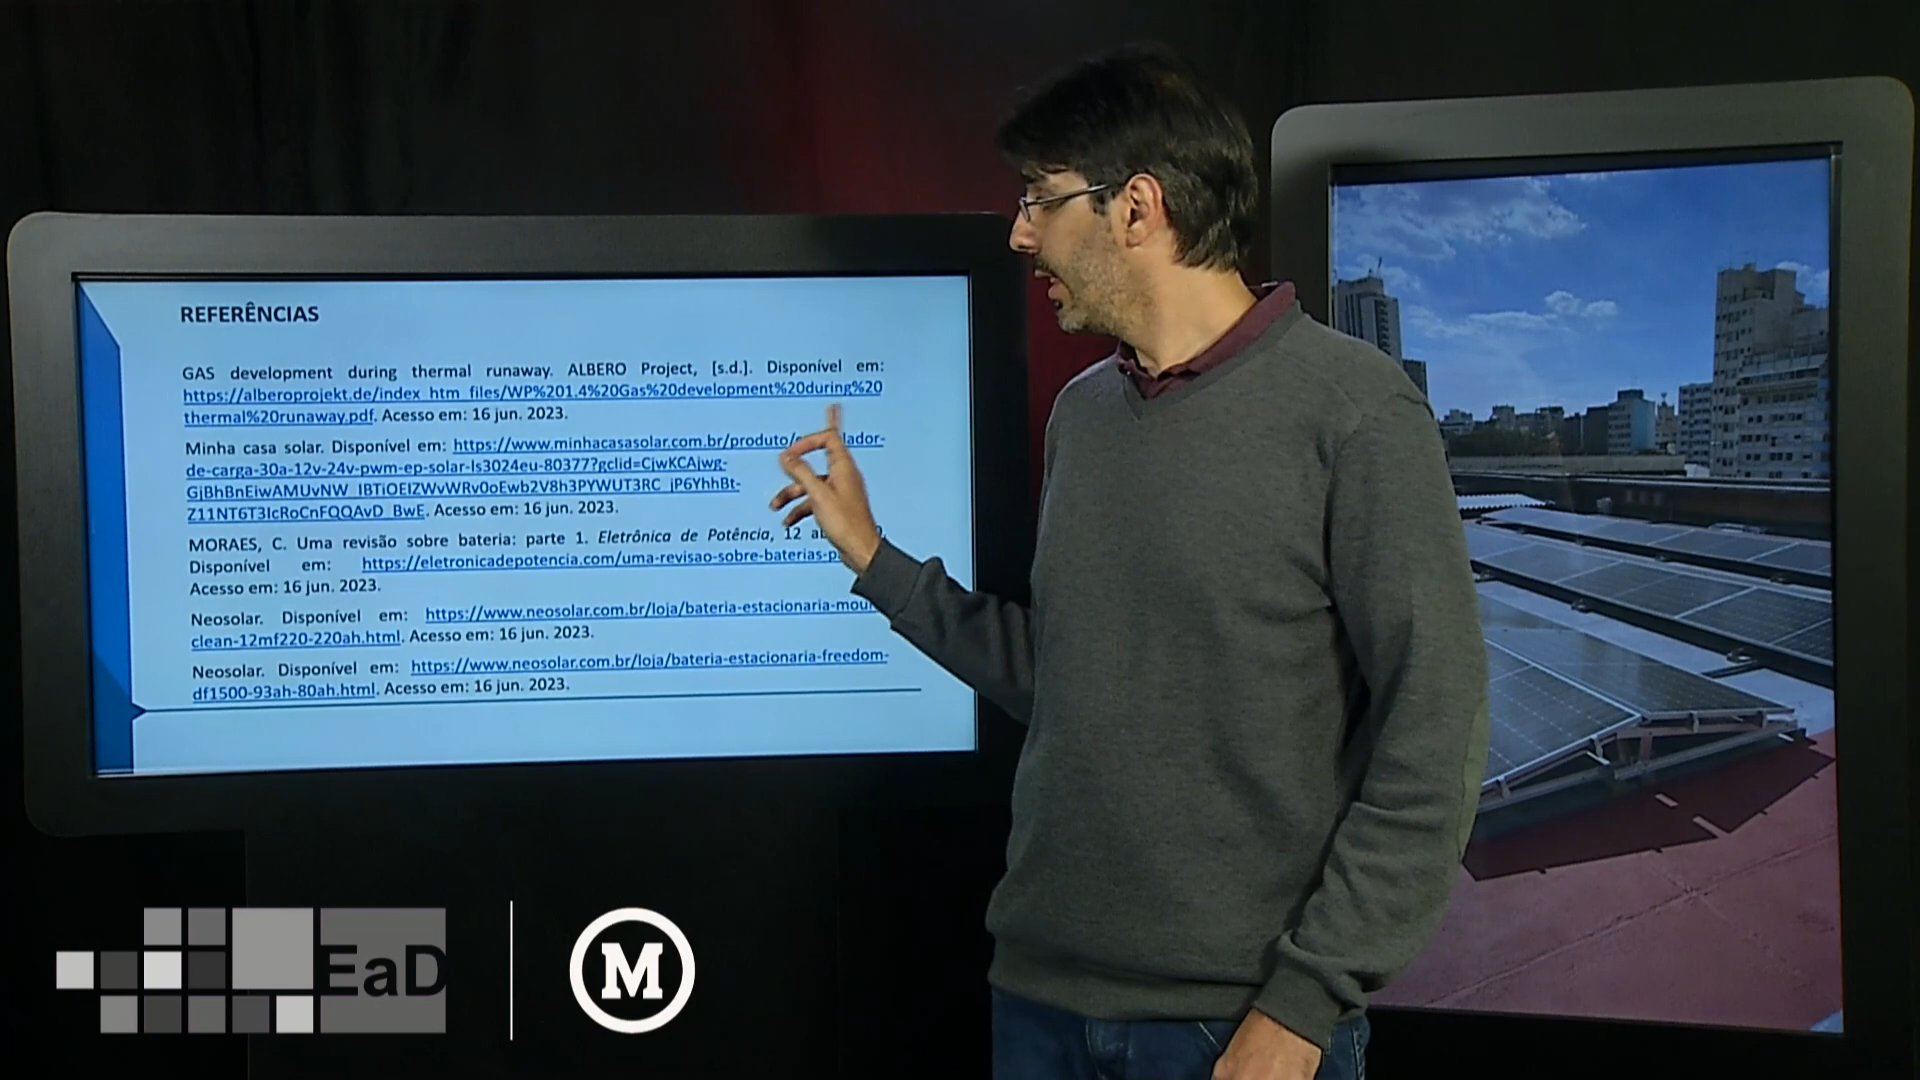 REFERÊNCIAS
GAS development during thermal runaway. ALBERO Project, [s.d.]. Disponível em:
https://alberoprojekt.de/index_htm_files/WP%201.4%20Gas%20development%20during%20
thermal%20runaway.pdf. Acesso em: 16 jun. 2023.
Minha casa solar. Disponível em: https://www.minhacasasolar.com.br/produto/
de-carga-30a-12v-24v-pwm-ep-solar-ls3024eu-80377?gclid=CjwKCAjwg-
GjBhBnEiwAMUvNW_IBTiOEIZWvWRv0oEwb2V8h3PYWUT3RC_jP6YhhBt-
Z11NT6T3IcRoCnFQQAvD_BwE. Acesso em: 16 jun. 2023.
MORAES, C. Uma revisão sobre bateria: parte 1. Eletrônica de Potência, 12
Disponível em: https://eletronicadepotencia.com/uma-revisao-sobre-baterias-
Acesso em: 16 jun. 2023.
Neosolar. Disponível em: https://www.neosolar.com.br/loja/bateria-estacionaria-
clean-12mf220-220ah.html. Acesso em: 16 jun. 2023.
Neosolar. Disponível em: https://www.neosolar.com.br/loja/bateria-estacionaria-freedom-
df1500-93ah-80ah.html. Acesso em: 16 jun. 2023.
EaD
M